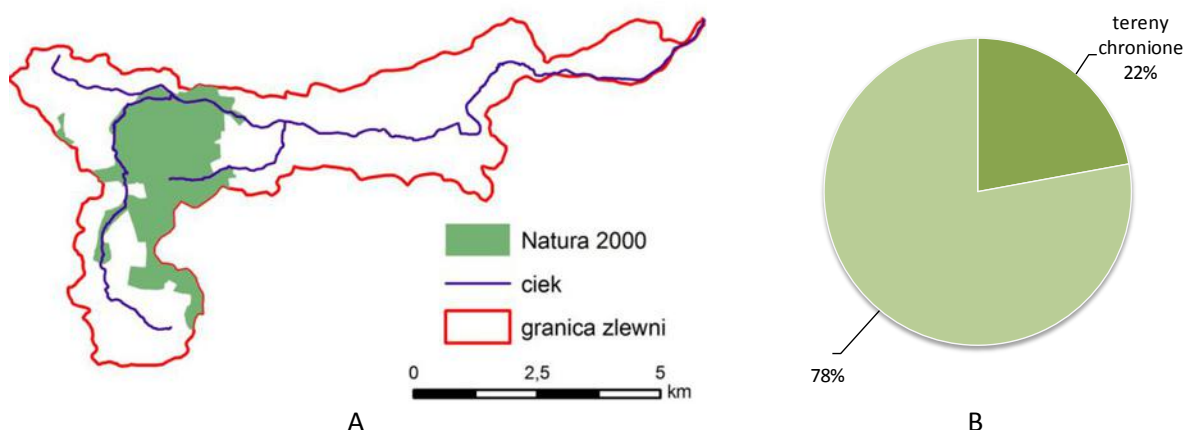 Natura 2000
ciek
granica zlewni
0 2,5 5
km
A
tereny
chronione
22%
78%
B